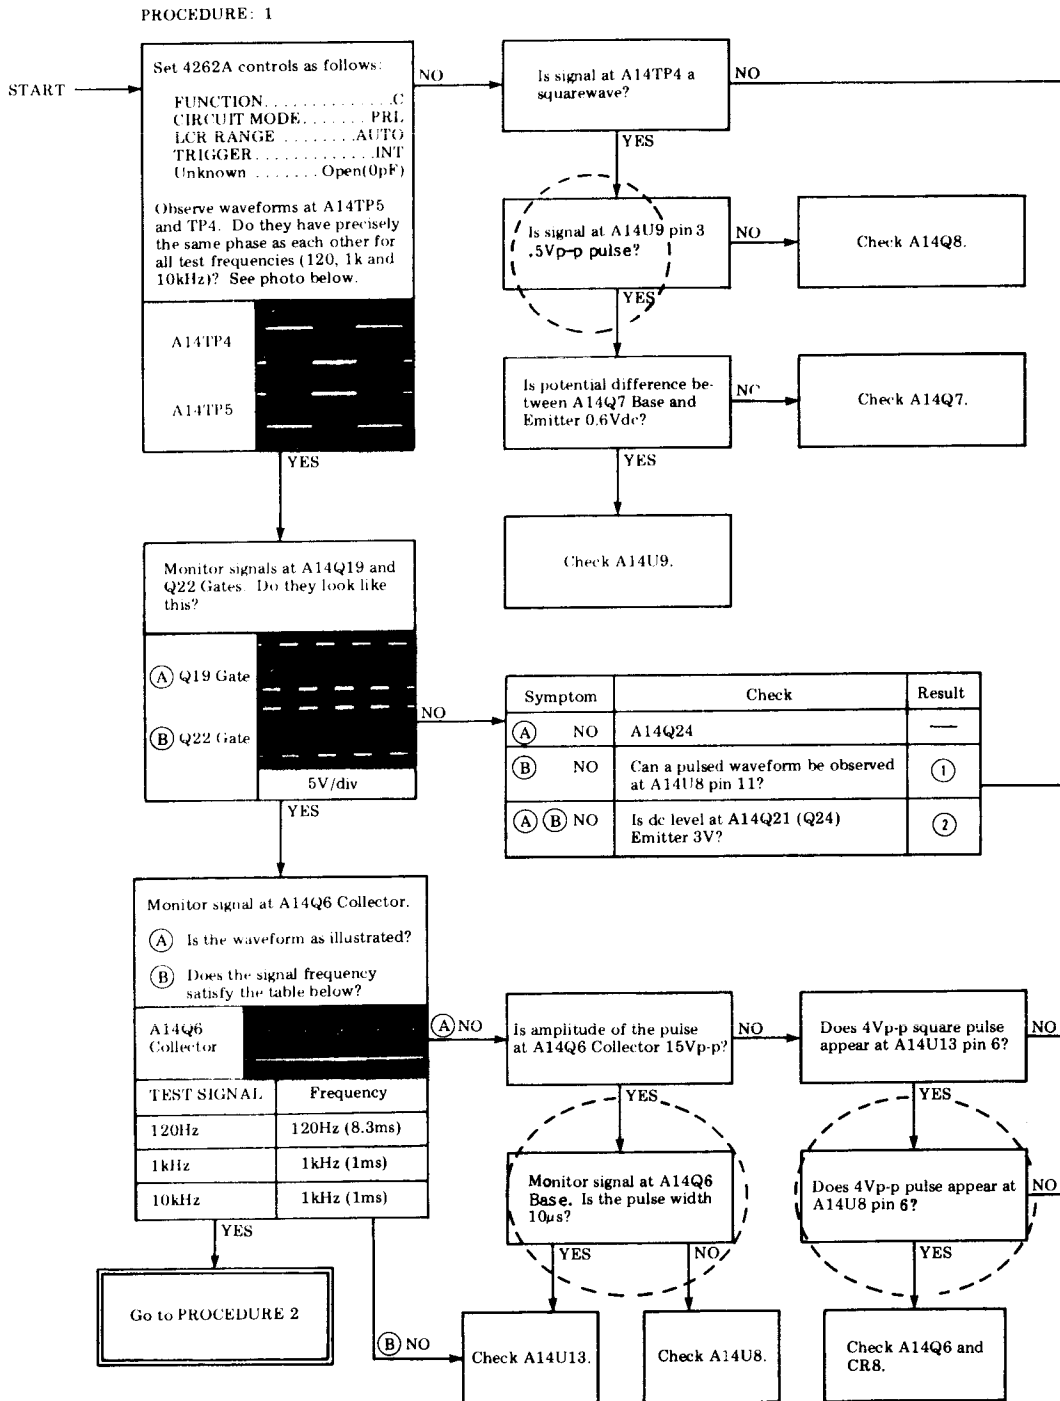 PROCEDURE: 1
START
Set 4262A controls as follows:
FUNCTION............C
CIRCUIT MODE.......PRL
LCR RANGE ........AUTO
TRIGGER.............INT
Unknown .......Open(0pF)
Observe waveforms at A14TP5
and TP4. Do they have precisely
the same phase as each other for
all test frequencies (120, 1k and
10kHz)? See photo below.
A14TP4
A14TP5
NO
YES
Is signal at A14TP4 a
squarewave?
NO
YES
Is signal at A14U9 pin 3
.5Vp-p pulse?
NO
YES
Check A14Q8.
Is potential difference be-
tween A14Q7 Base and
Emitter 0.6Vdc?
NO
YES
Check A14Q7.
Check A14U9.
Monitor signals at A14Q19 and
Q22 Gates. Do they look like
this?
Ⓐ Q19 Gate
Ⓑ Q22 Gate
5V/div
NO
YES
Symptom Check Result
Ⓐ NO A14Q24 —
Ⓑ NO Can a pulsed waveform be observed
at A14U8 pin 11? ①
Ⓐ Ⓑ NO Is dc level at A14Q21 (Q24)
Emitter 3V? ②
Monitor signal at A14Q6 Collector.
Ⓐ Is the waveform as illustrated?
Ⓑ Does the signal frequency
satisfy the table below?
A14Q6
Collector
TEST SIGNAL Frequency
120Hz 120Hz (8.3ms)
1kHz 1kHz (1ms)
10kHz 1kHz (1ms)
Ⓐ NO
YES
Go to PROCEDURE 2
Ⓑ NO
Is amplitude of the pulse
at A14Q6 Collector 15Vp-p?
NO
YES
Does 4Vp-p square pulse
appear at A14U13 pin 6?
NO
YES
Monitor signal at A14Q6
Base. Is the pulse width
10μs?
YES
NO
Does 4Vp-p pulse appear at
A14U8 pin 6?
NO
YES
Check A14U13.
Check A14U8.
Check A14Q6 and
CR8.